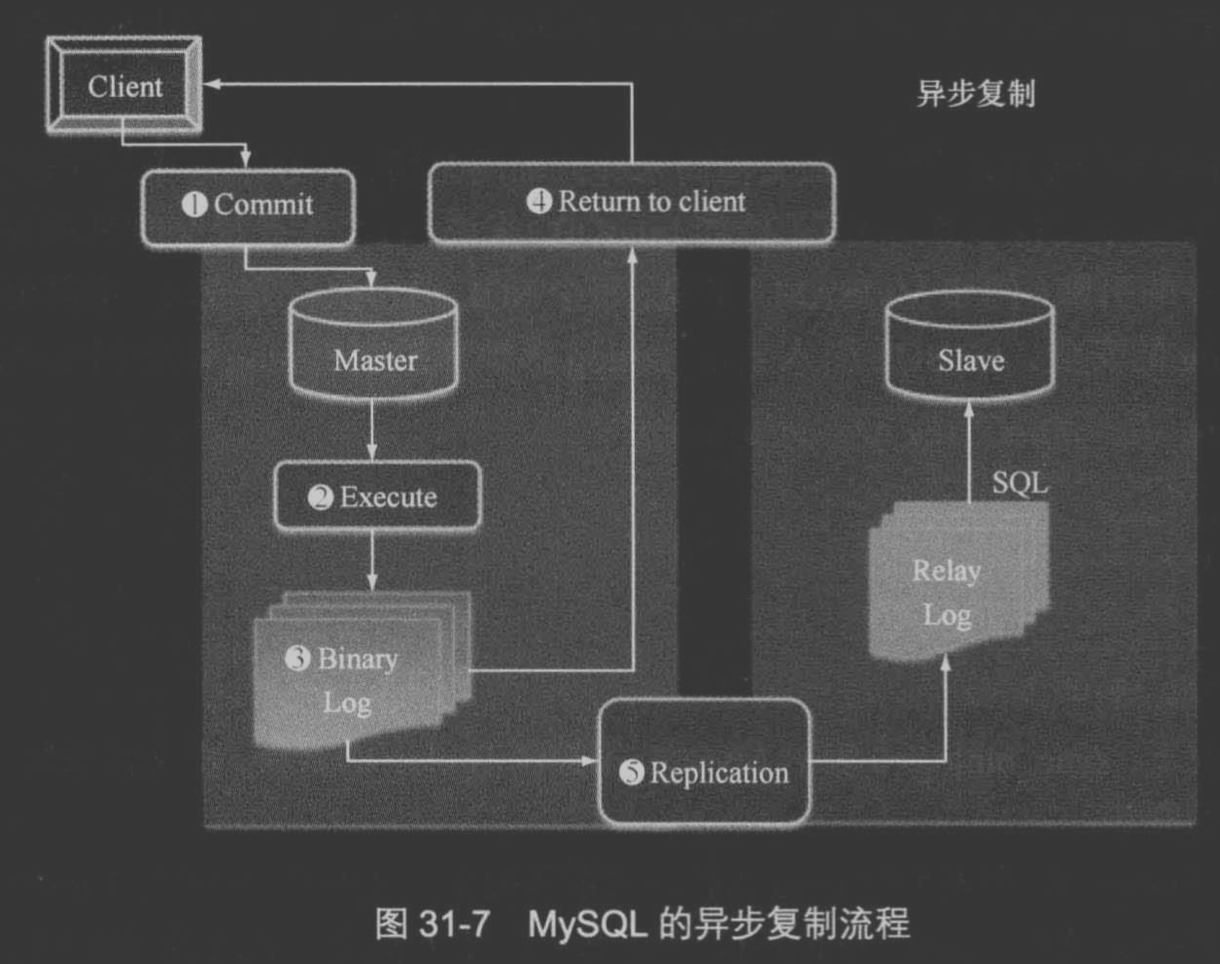 Client
异步复制
❶ Commit
❹ Return to client
Master
Slave
❷ Execute
SQL
Relay
Log
❸ Binary
Log
❺ Replication
图 31-7 MySQL 的异步复制流程